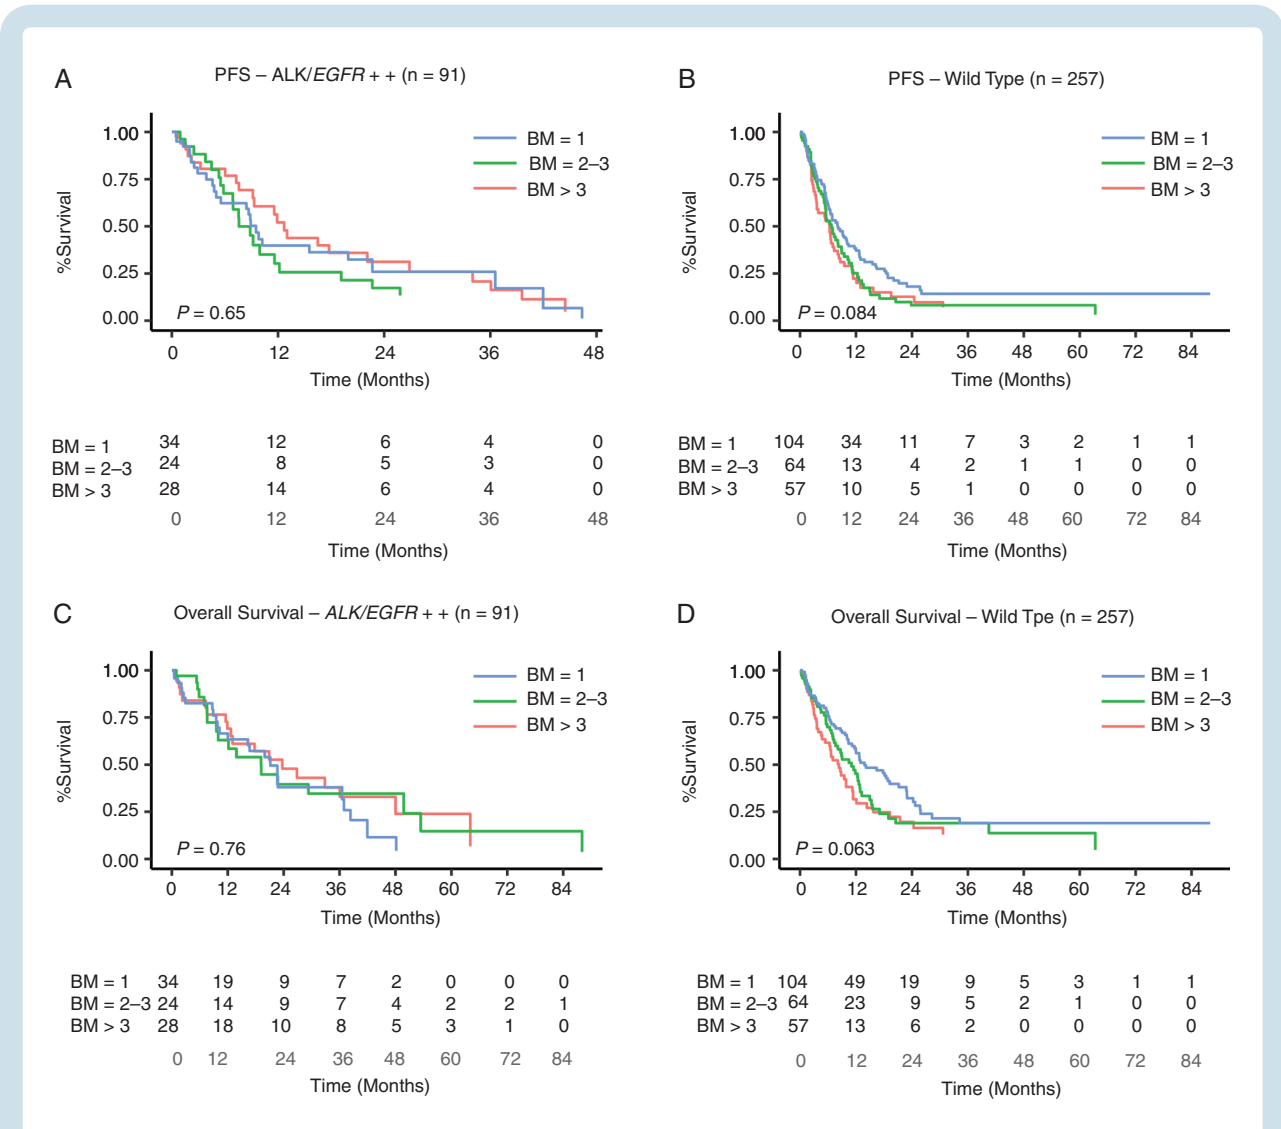 A
PFS – ALK/EGFR + + (n = 91)
1.00
0.75
0.50
0.25
0.00
%Survival
BM = 1
BM = 2–3
BM > 3
P = 0.65
0 12 24 36 48
Time (Months)
BM = 1 34 12 6 4 0
BM = 2–3 24 8 5 3 0
BM > 3 28 14 6 4 0
0 12 24 36 48
Time (Months)
B
PFS – Wild Type (n = 257)
1.00
0.75
0.50
0.25
0.00
%Survival
BM = 1
BM = 2–3
BM > 3
P = 0.084
0 12 24 36 48 60 72 84
Time (Months)
BM = 1 104 34 11 7 3 2 1 1
BM = 2–3 64 13 4 2 1 1 0 0
BM > 3 57 10 5 1 0 0 0 0
0 12 24 36 48 60 72 84
Time (Months)
C
Overall Survival – ALK/EGFR + + (n = 91)
1.00
0.75
0.50
0.25
0.00
%Survival
BM = 1
BM = 2–3
BM > 3
P = 0.76
0 12 24 36 48 60 72 84
Time (Months)
BM = 1 34 19 9 7 2 0 0 0
BM = 2–3 24 14 9 7 4 2 2 1
BM > 3 28 18 10 8 5 3 1 0
0 12 24 36 48 60 72 84
Time (Months)
D
Overall Survival – Wild Tpe (n = 257)
1.00
0.75
0.50
0.25
0.00
%Survival
BM = 1
BM = 2–3
BM > 3
P = 0.063
0 12 24 36 48 60 72 84
Time (Months)
BM = 1 104 49 19 9 5 3 1 1
BM = 2–3 64 23 9 5 2 1 0 0
BM > 3 57 13 6 2 0 0 0 0
0 12 24 36 48 60 72 84
Time (Months)